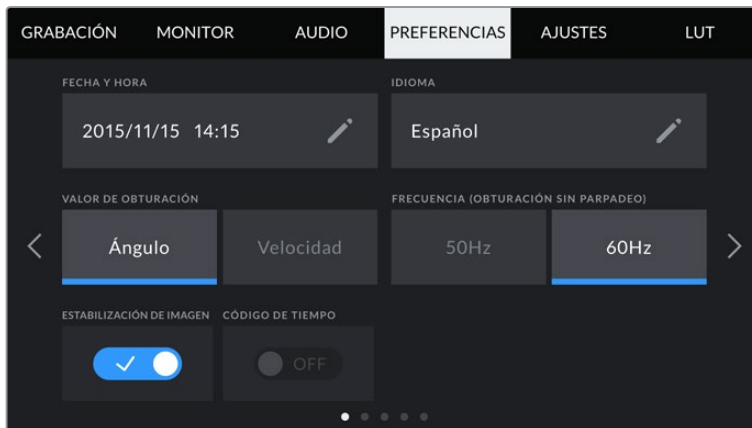 GRABACIÓN MONITOR AUDIO PREFERENCIAS AJUSTES LUT
FECHA Y HORA IDIOMA
2015/11/15 14:15 Español
VALOR DE OBTURACIÓN FRECUENCIA (OBTURACIÓN SIN PARPADEO)
Ángulo Velocidad 50Hz 60Hz
ESTABILIZACIÓN DE IMAGEN CÓDIGO DE TIEMPO
OFF